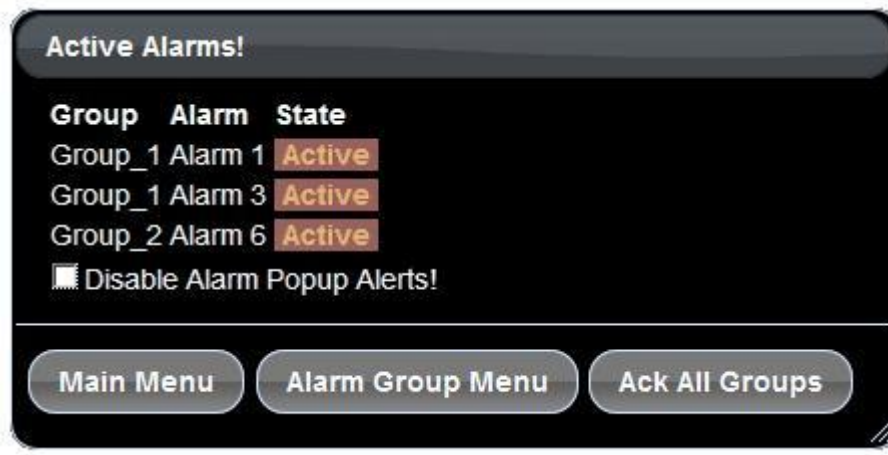 Active Alarms!
Group Alarm State
Group_1 Alarm 1 Active
Group_1 Alarm 3 Active
Group_2 Alarm 6 Active
Disable Alarm Popup Alerts!
Main Menu Alarm Group Menu Ack All Groups